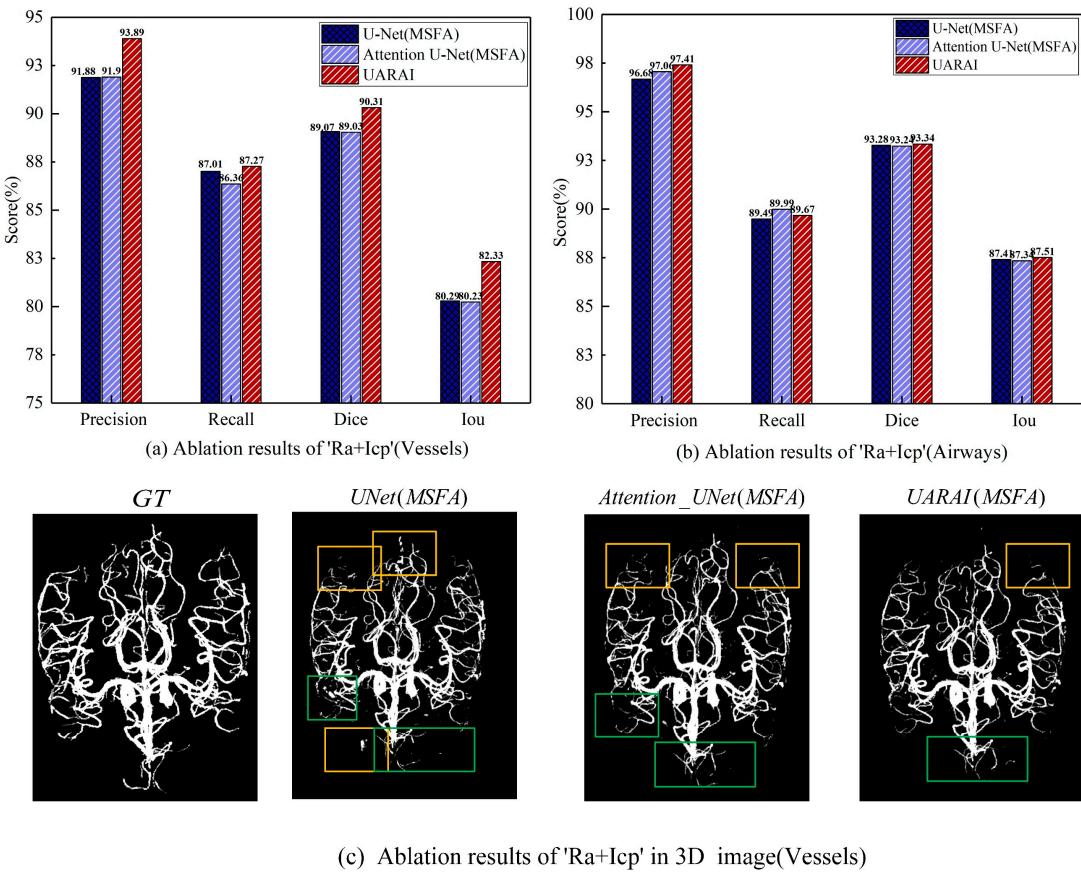 95
93
90
88
85
83
80
78
75
Score(%)
U-Net(MSFA)
Attention U-Net(MSFA)
UARAI
91.88
91.9
93.89
87.01
86.36
87.27
89.07
89.03
90.31
80.29
80.23
82.33
Precision
Recall
Dice
Iou
(a) Ablation results of 'Ra+Icp'(Vessels)
100
98
95
93
90
88
85
83
80
Score(%)
U-Net(MSFA)
Attention U-Net(MSFA)
UARAI
96.68
97.06
97.41
89.49
89.99
89.67
93.28
93.24
93.34
87.41
87.34
87.51
Precision
Recall
Dice
Iou
(b) Ablation results of 'Ra+Icp'(Airways)
GT
UNet(MSFA)
Attention_UNet(MSFA)
UARAI(MSFA)
(c) Ablation results of 'Ra+Icp' in 3D image(Vessels)